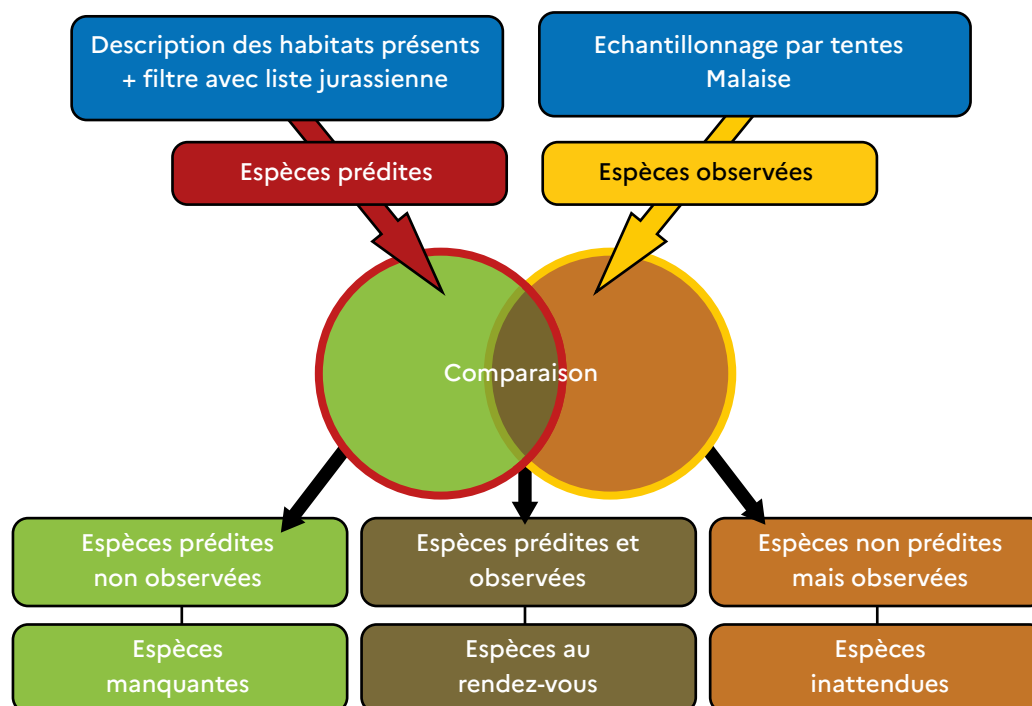 Description des habitats présents
+ filtre avec liste jurassienne
Echantillonnage par tentes
Malaise
Espèces prédites
Espèces observées
Comparaison
Espèces prédites
non observées
Espèces prédites et
observées
Espèces non prédites
mais observées
Espèces
manquantes
Espèces au
rendez-vous
Espèces
inattendues